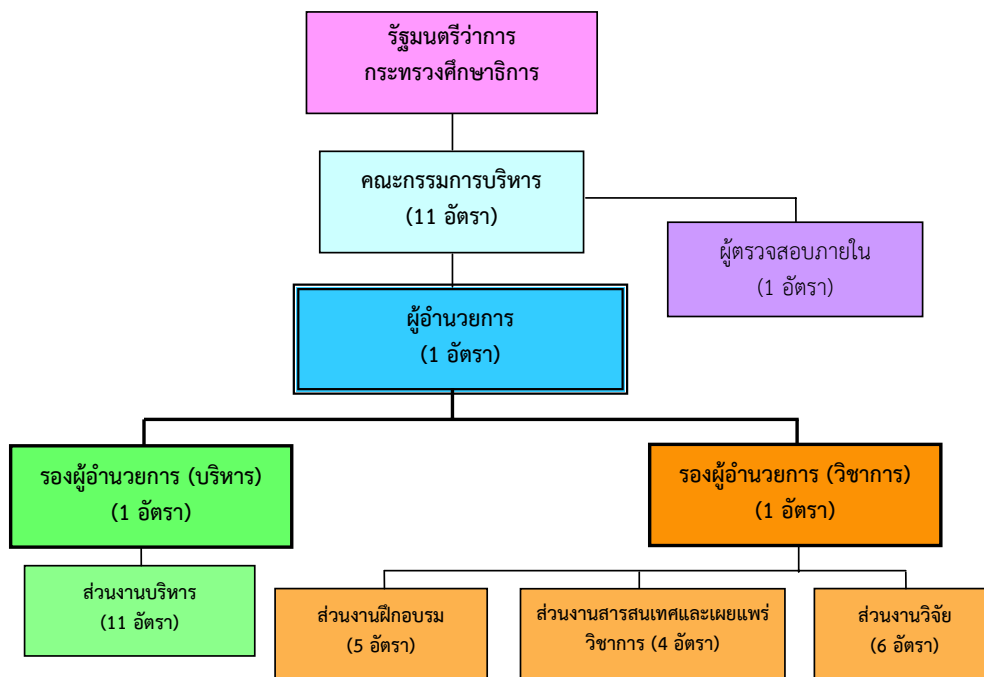 รัฐมนตรีว่าการ
กระทรวงศึกษาธิการ
คณะกรรมการบริหาร
(11 อัตรา)
ผู้ตรวจสอบภายใน
(1 อัตรา)
ผู้อำนวยการ
(1 อัตรา)
รองผู้อำนวยการ (บริหาร)
(1 อัตรา)
รองผู้อำนวยการ (วิชาการ)
(1 อัตรา)
ส่วนงานบริหาร
(11 อัตรา)
ส่วนงานฝึกอบรม
(5 อัตรา)
ส่วนงานสารสนเทศและเผยแพร่
วิชาการ (4 อัตรา)
ส่วนงานวิจัย
(6 อัตรา)